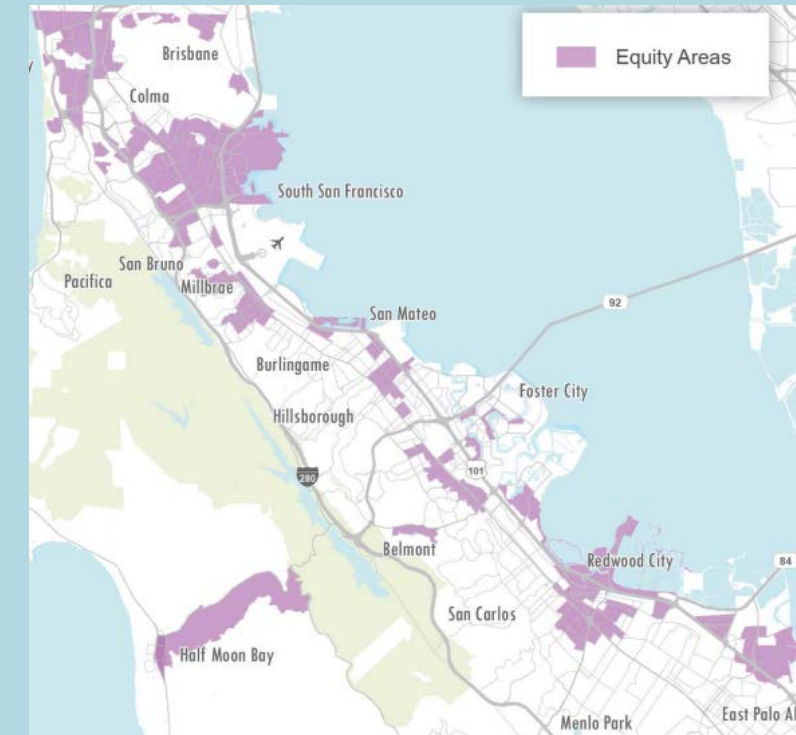 Equity Areas
Brisbane
Colma
South San Francisco
San Bruno
Pacifica
Millbrae
San Mateo
92
Burlingame
Foster City
Hillsborough
101
280
Belmont
Redwood City
84
San Carlos
Half Moon Bay
East Palo Al
Menlo Park